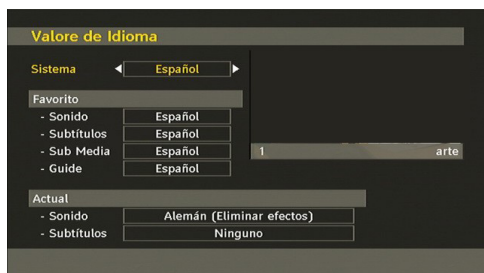 Valore de Idioma
Sistema Español
Favorito
- Sonido Español
- Subtítulos Español
- Sub Media Español
- Guide Español
1 arte
Actual
- Sonido Alemán (Eliminar efectos)
- Subtítulos Ninguno